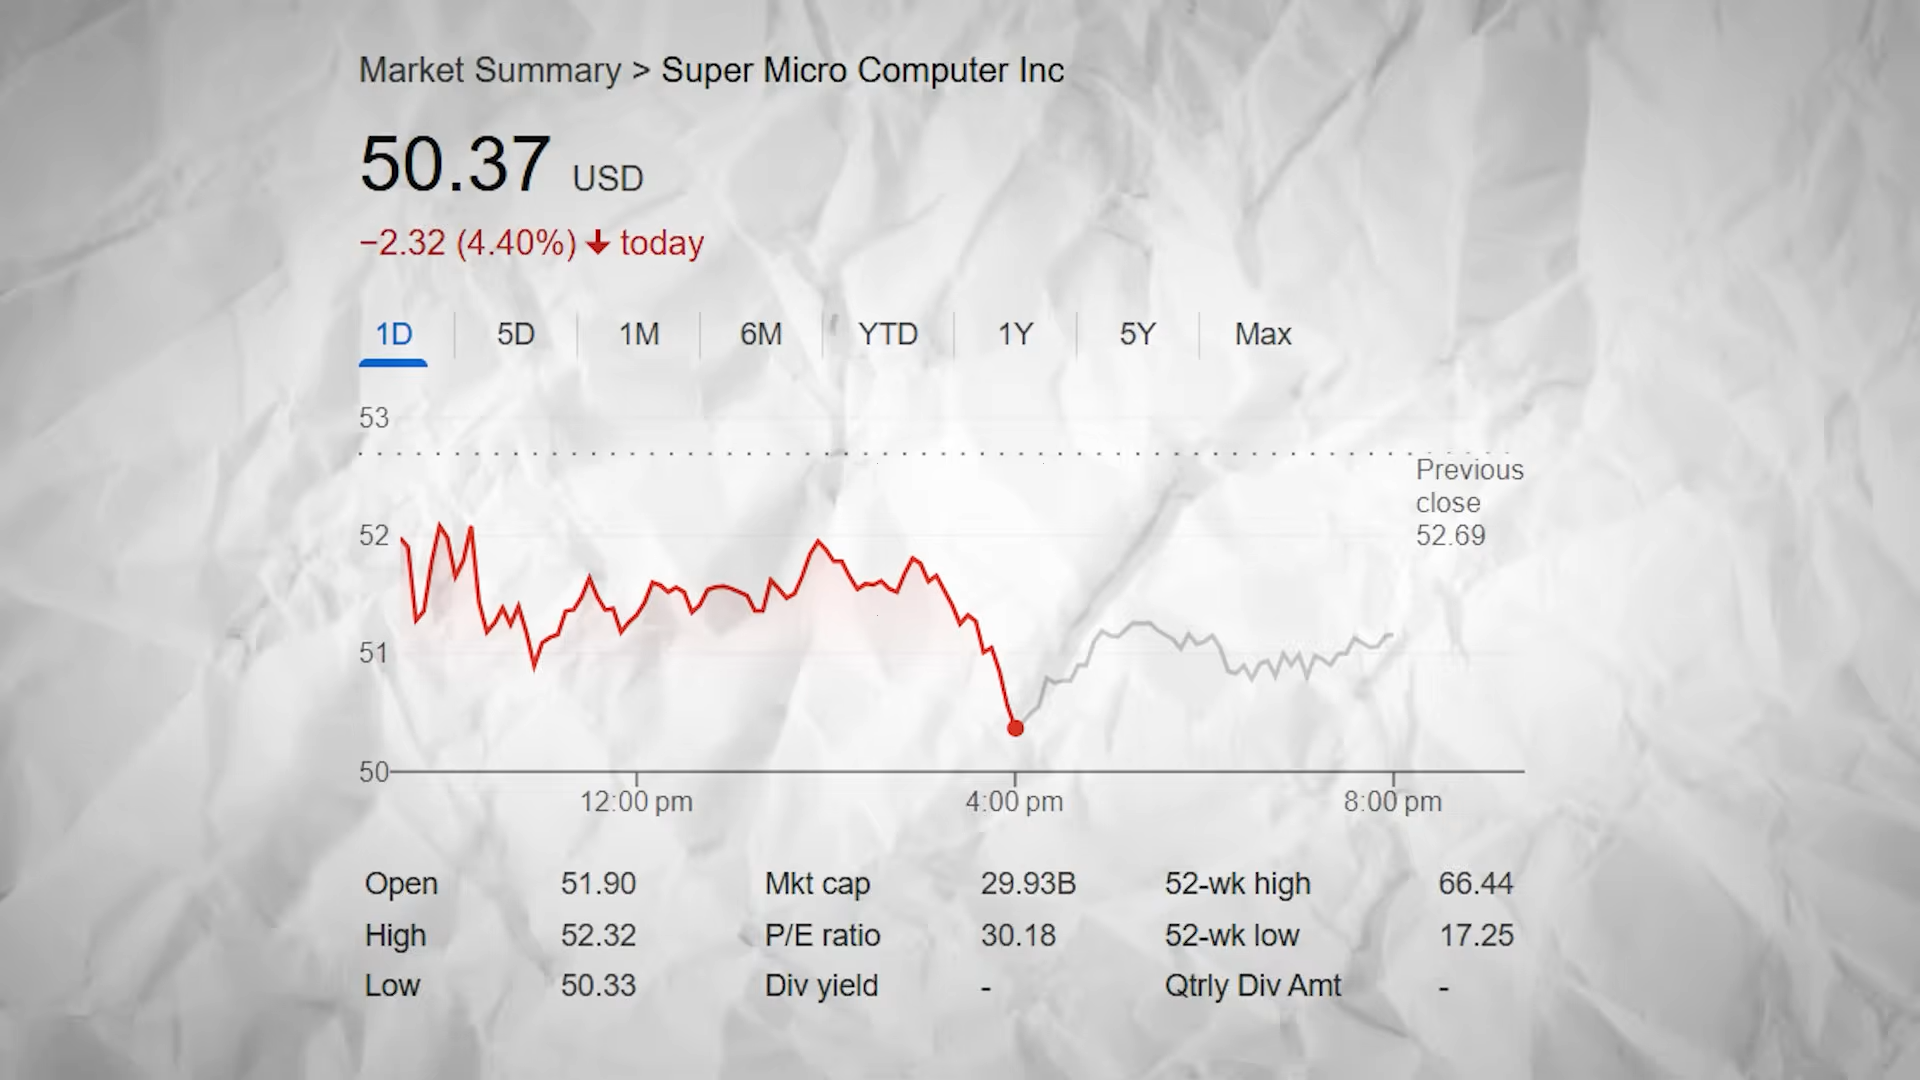 Market Summary > Super Micro Computer Inc
50.37 USD
−2.32 (4.40%) ↓ today
1D 5D 1M 6M YTD 1Y 5Y Max
53
Previous
close
52.69
52
51
50
12:00 pm 4:00 pm 8:00 pm
Open 51.90 Mkt cap 29.93B 52-wk high 66.44
High 52.32 P/E ratio 30.18 52-wk low 17.25
Low 50.33 Div yield - Qtrly Div Amt -